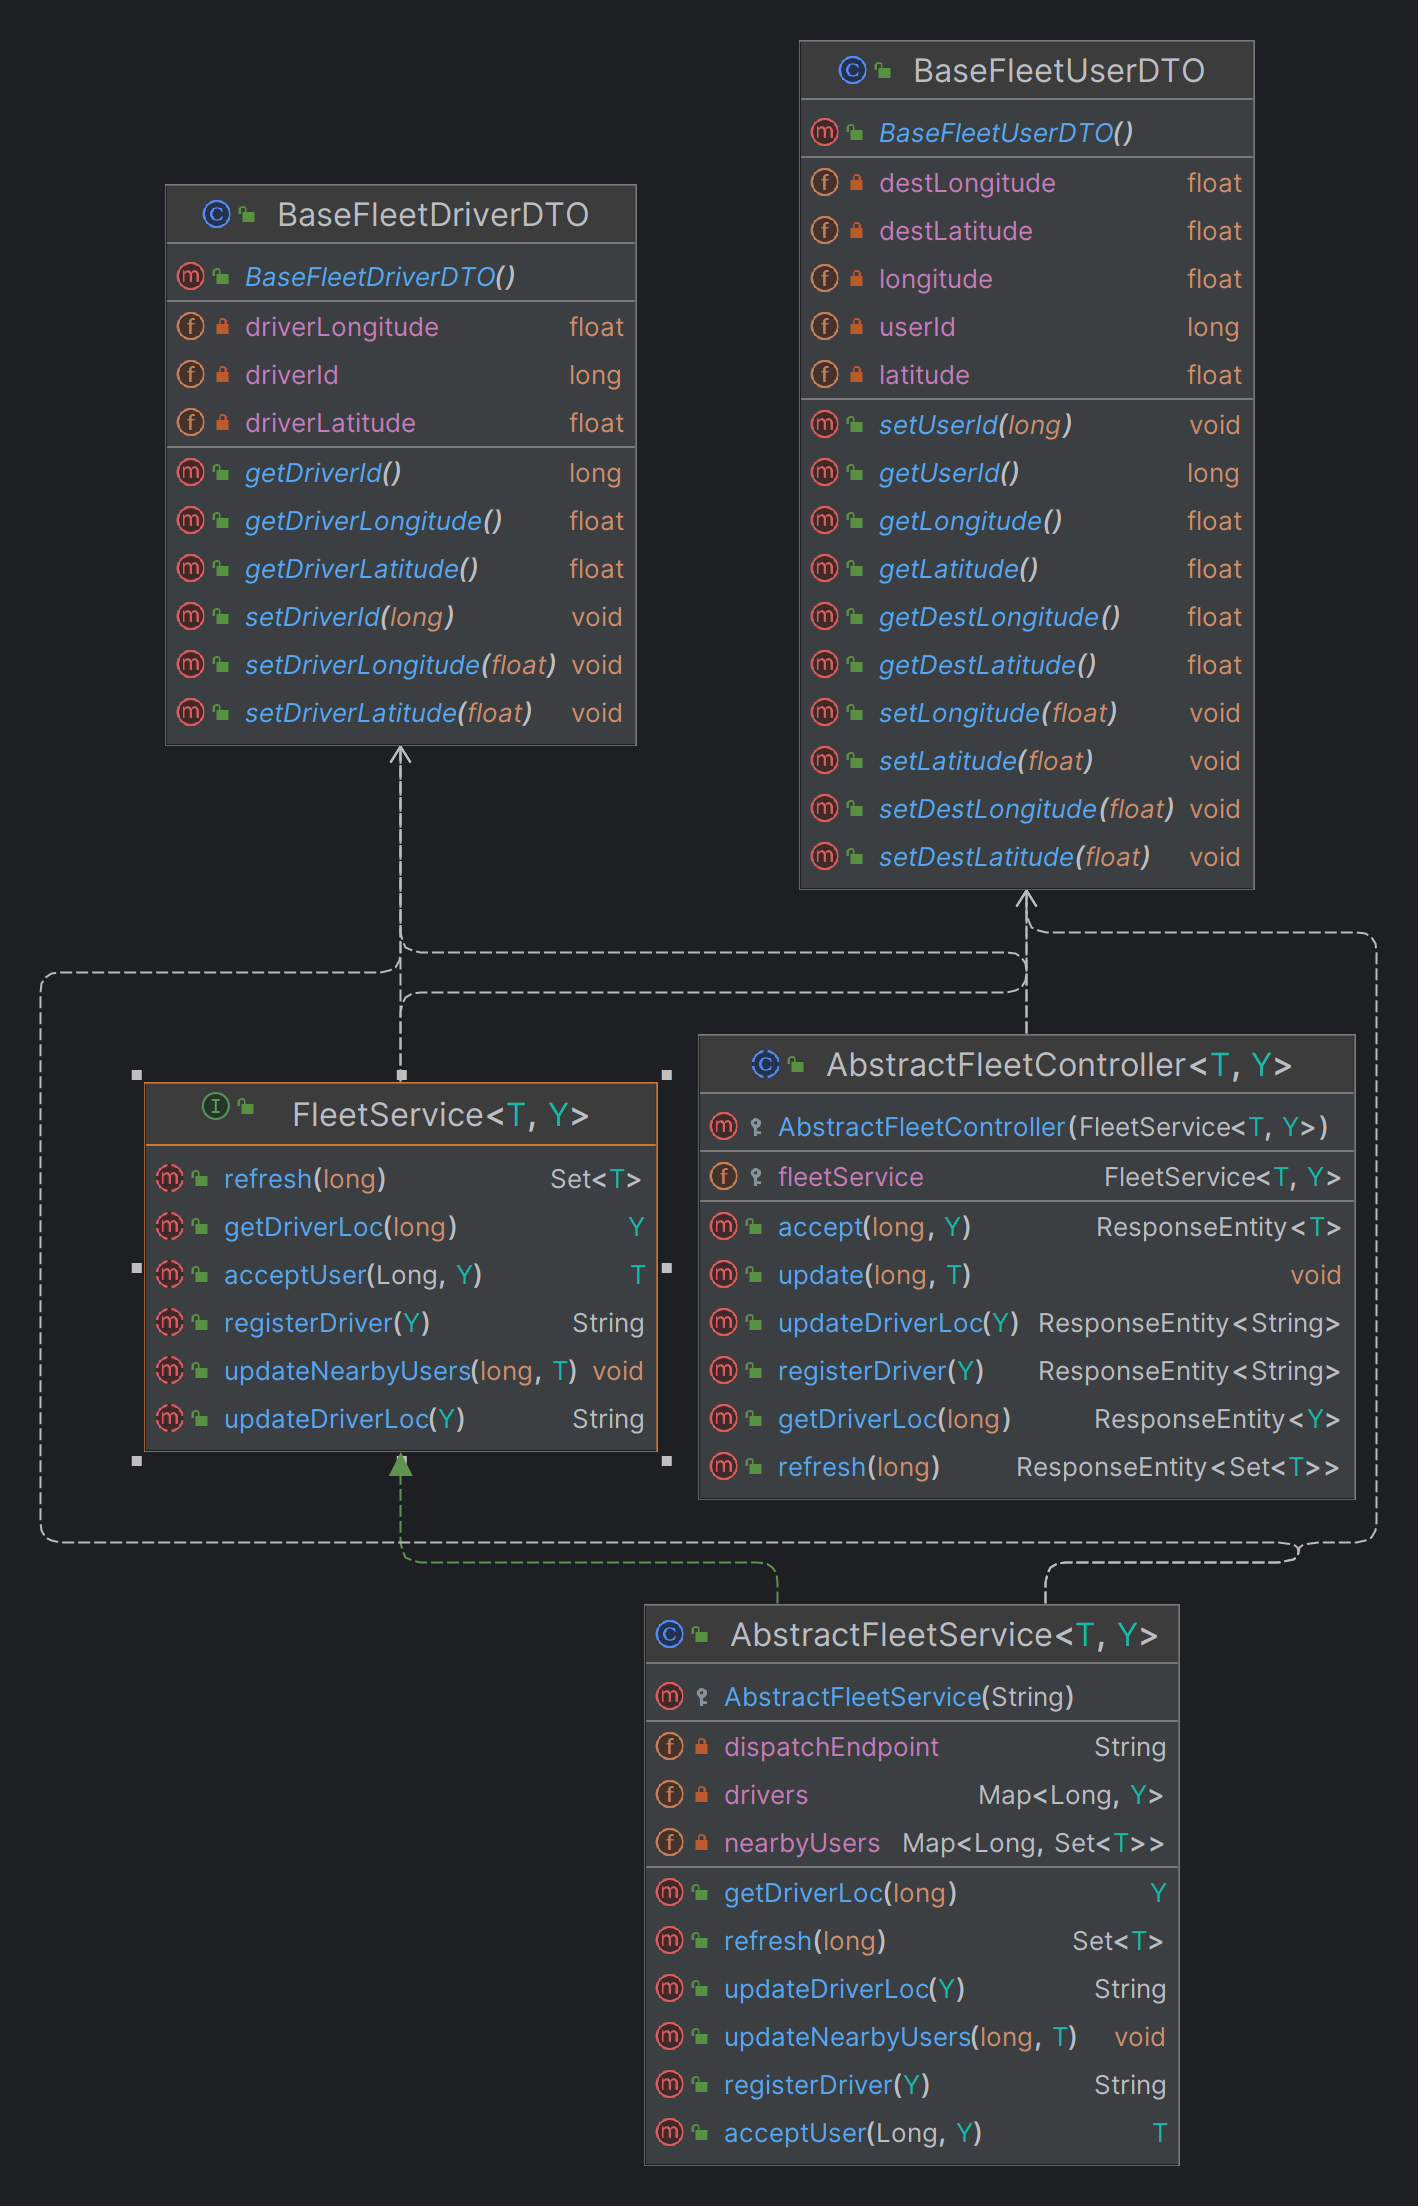 BaseFleetUserDTO
BaseFleetUserDTO()
destLongitude float
destLatitude float
longitude float
userId long
latitude float
setUserId(long) void
getUserId() long
getLongitude() float
getLatitude() float
getDestLongitude() float
getDestLatitude() float
setLongitude(float) void
setLatitude(float) void
setDestLongitude(float) void
setDestLatitude(float) void
BaseFleetDriverDTO
BaseFleetDriverDTO()
driverLongitude float
driverId long
driverLatitude float
getDriverId() long
getDriverLongitude() float
getDriverLatitude() float
setDriverId(long) void
setDriverLongitude(float) void
setDriverLatitude(float) void
FleetService<T, Y>
refresh(long) Set<T>
getDriverLoc(long) Y
acceptUser(Long, Y) T
registerDriver(Y) String
updateNearbyUsers(long, T) void
updateDriverLoc(Y) String
AbstractFleetController<T, Y>
AbstractFleetController(FleetService<T, Y>)
fleetService FleetService<T, Y>
accept(long, Y) ResponseEntity<T>
update(long, T) void
updateDriverLoc(Y) ResponseEntity<String>
registerDriver(Y) ResponseEntity<String>
getDriverLoc(long) ResponseEntity<Y>
refresh(long) ResponseEntity<Set<T>>
AbstractFleetService<T, Y>
AbstractFleetService(String)
dispatchEndpoint String
drivers Map<Long, Y>
nearbyUsers Map<Long, Set<T>>
getDriverLoc(long) Y
refresh(long) Set<T>
updateDriverLoc(Y) String
updateNearbyUsers(long, T) void
registerDriver(Y) String
acceptUser(Long, Y) T